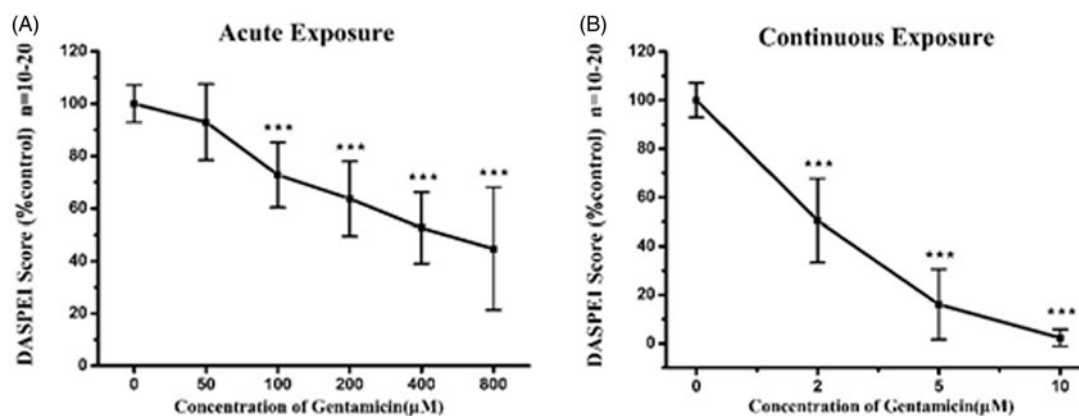 (A)
Acute Exposure
DASPEI Score (%control) n=10-20
120
100
80
60
40
20
0
*** *** *** ***
0 50 100 200 400 800
Concentration of Gentamicin(μM)
(B)
Continuous Exposure
DASPEI Score (%control) n=10-20
120
100
80
60
40
20
0
***
***
***
0 2 5 10
Concentration of Gentamicin(μM)